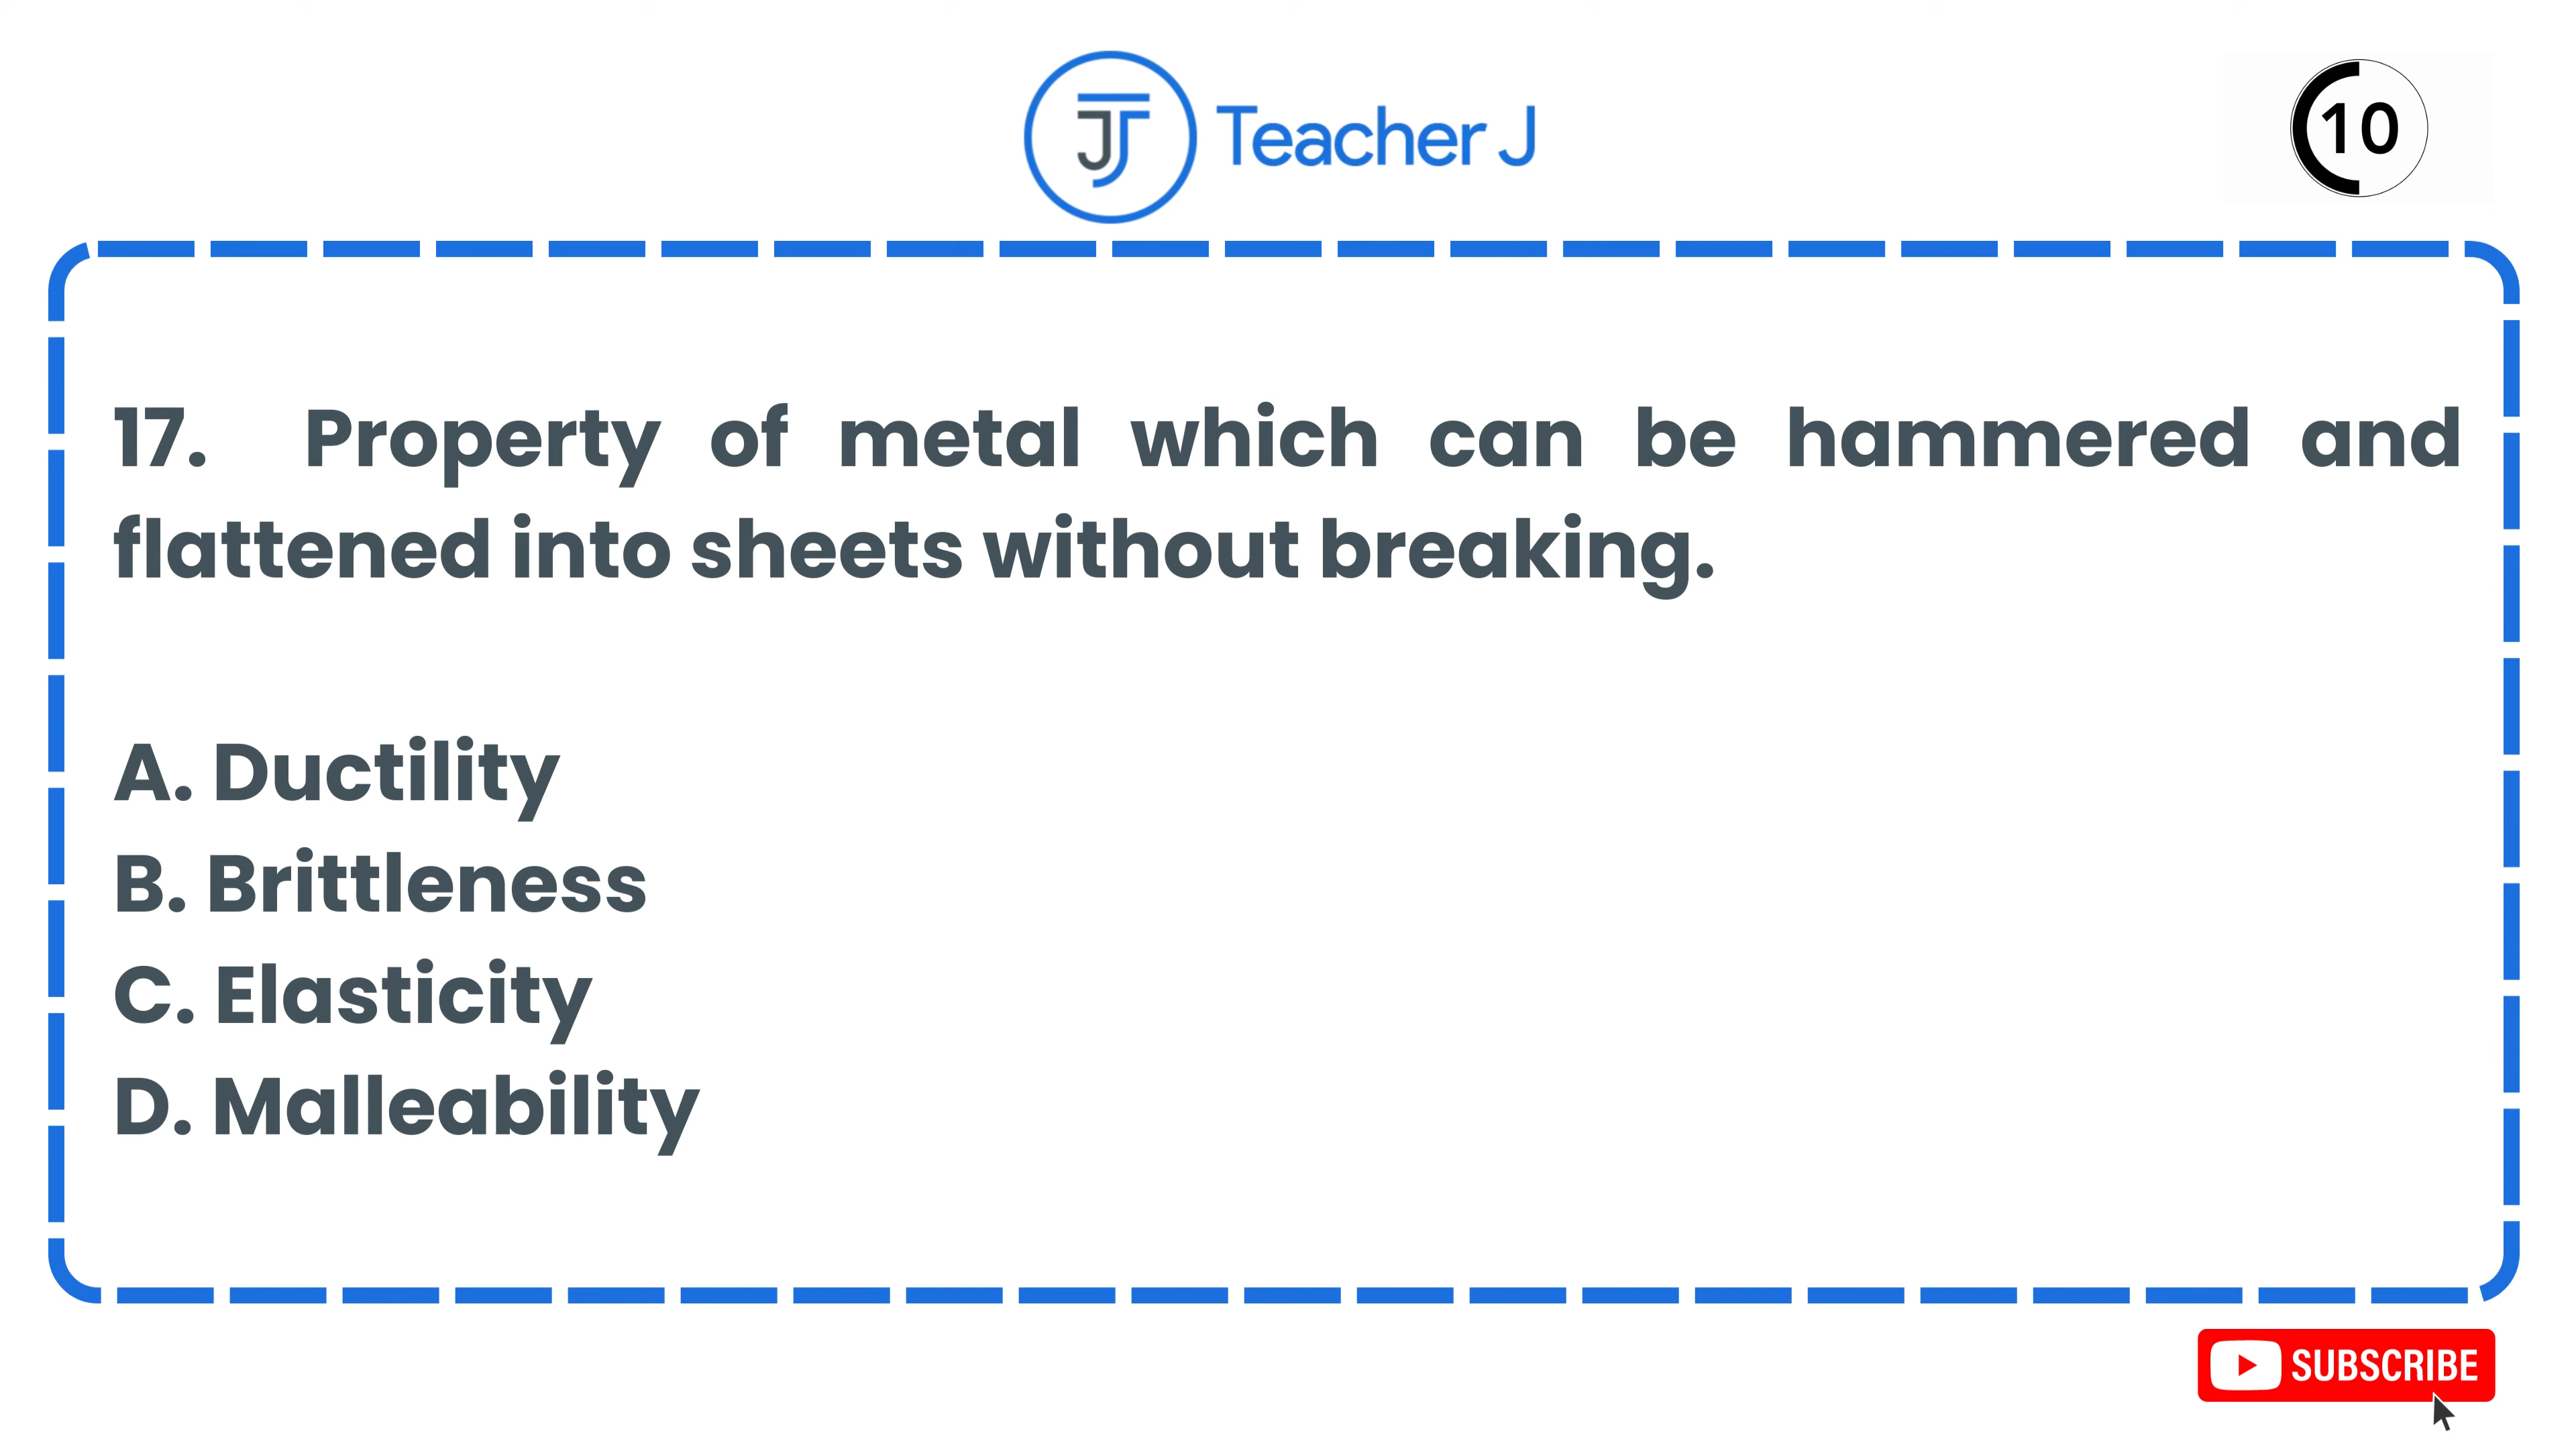 JT Teacher J
10
17. Property of metal which can be hammered and
flattened into sheets without breaking.
A. Ductility
B. Brittleness
C. Elasticity
D. Malleability
SUBSCRIBE